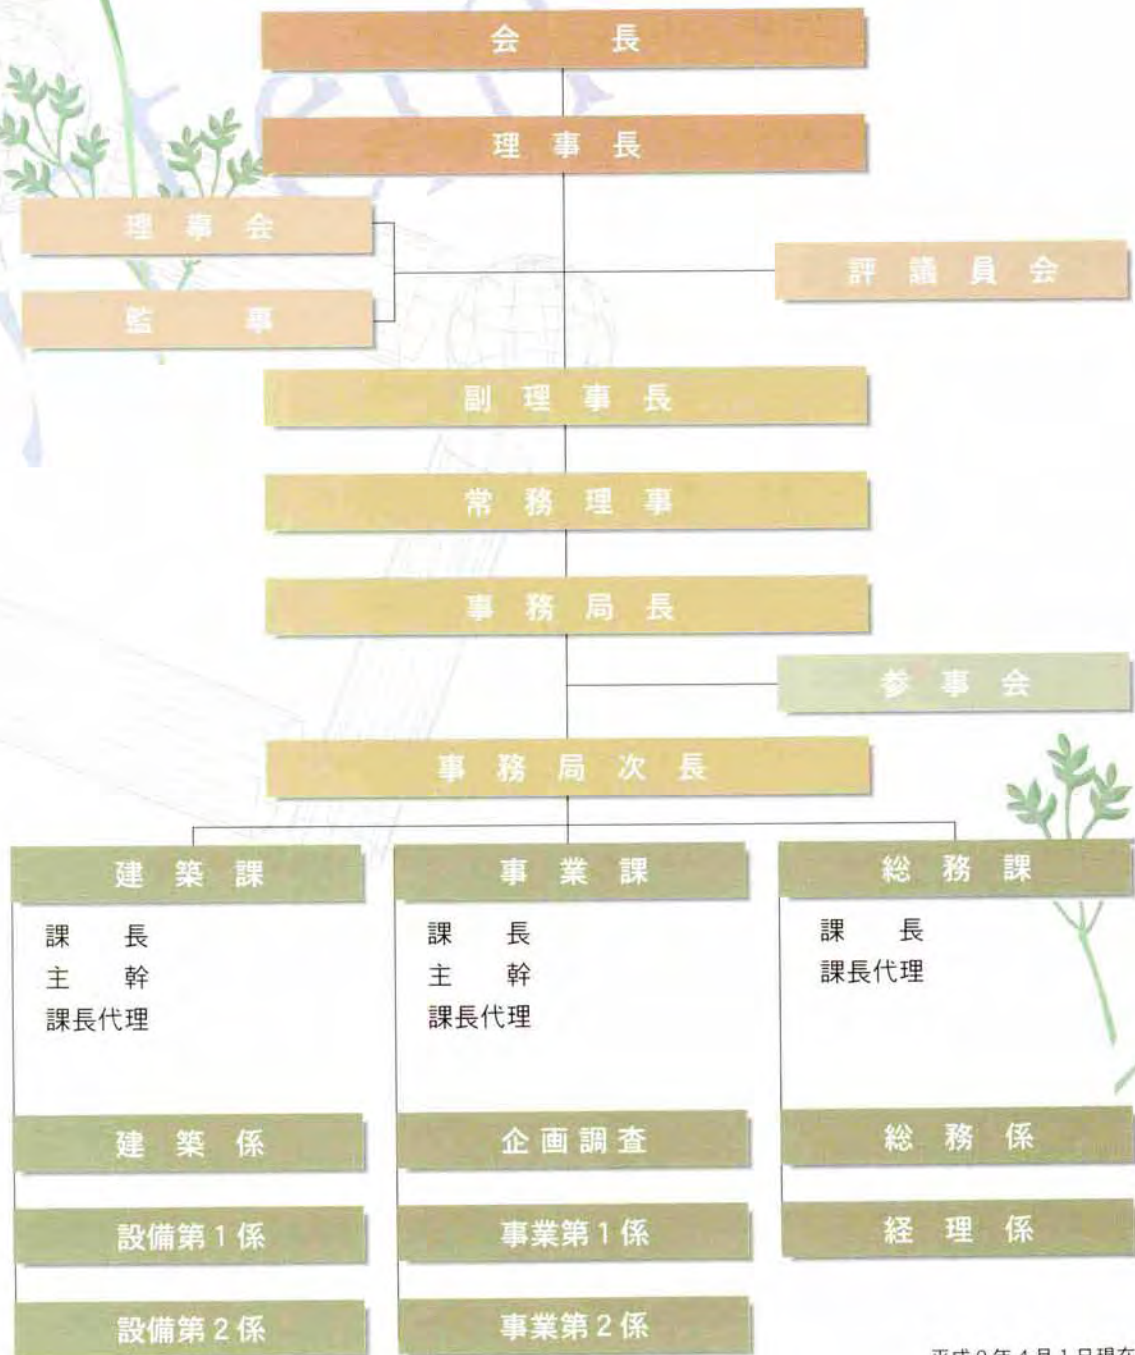 会長
理事長
理事会
評議員会
監事
副理事長
常務理事
事務局長
参事会
事務局次長
建築課
課長
主幹
課長代理
建築係
設備第1係
設備第2係
事業課
課長
主幹
課長代理
企画調査
事業第1係
事業第2係
総務課
課長
課長代理
総務係
経理係